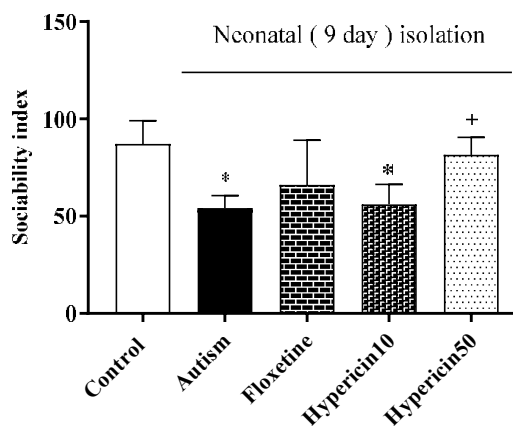 Neonatal ( 9 day ) isolation
150
100
50
0
Sociability index
*
*
+
Control
Autism
Floxetine
Hypericin10
Hypericin50